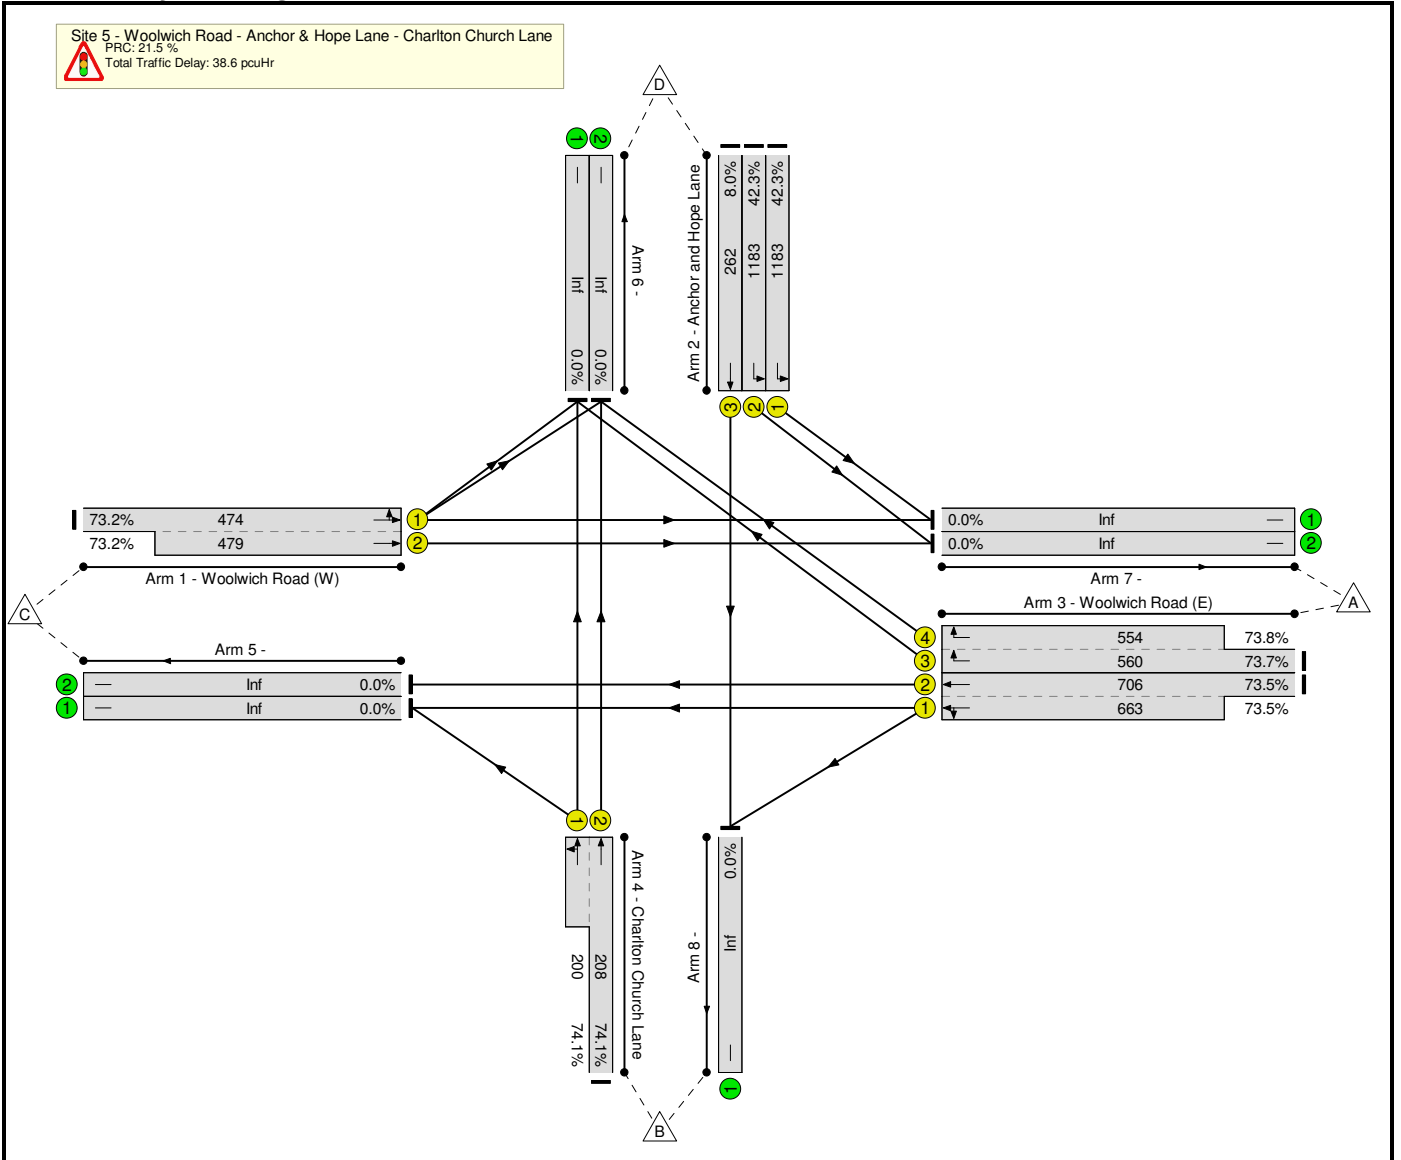 Site 5 - Woolwich Road - Anchor & Hope Lane - Charlton Church Lane
PRC: 21.5 %
Total Traffic Delay: 38.6 pcuHr
D
1 2
— —
Inf Inf
0.0% 0.0%
Arm 6 -
Arm 2 - Anchor and Hope Lane
8.0% 42.3% 42.3%
262 1183 1183
3 2 1
73.2% 474 1
73.2% 479 2
Arm 1 - Woolwich Road (W)
0.0% Inf — 1
0.0% Inf — 2
Arm 7 -
C
A
Arm 3 - Woolwich Road (E)
4 554 73.8%
3 560 73.7%
2 706 73.5%
1 663 73.5%
Arm 5 -
2 — Inf 0.0%
1 — Inf 0.0%
1 2
200 208
74.1% 74.1%
Arm 4 - Charlton Church Lane
Arm 8 -
0.0%
Inf
—
1
B